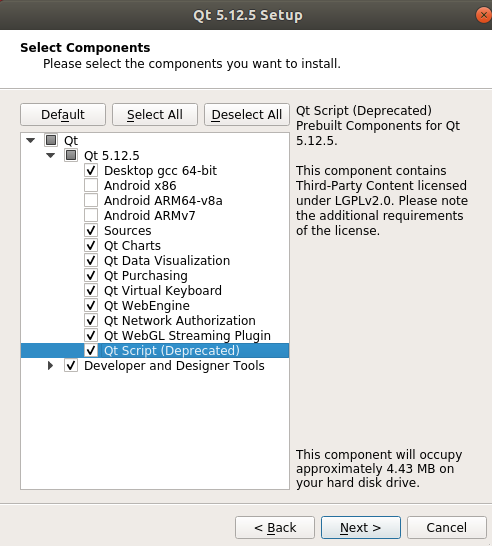 Qt 5.12.5 Setup
Select Components
Please select the components you want to install.
Default
Select All
Deselect All
Qt
Qt 5.12.5
Desktop gcc 64-bit
Android x86
Android ARM64-v8a
Android ARMv7
Sources
Qt Charts
Qt Data Visualization
Qt Purchasing
Qt Virtual Keyboard
Qt WebEngine
Qt Network Authorization
Qt WebGL Streaming Plugin
Qt Script (Deprecated)
Developer and Designer Tools
Qt Script (Deprecated)
Prebuilt Components for Qt
5.12.5.
This component contains
Third-Party Content licensed
under LGPLv2.0. Please note
the additional requirements
of the license.
This component will occupy
approximately 4.43 MB on
your hard disk drive.
< Back
Next >
Cancel